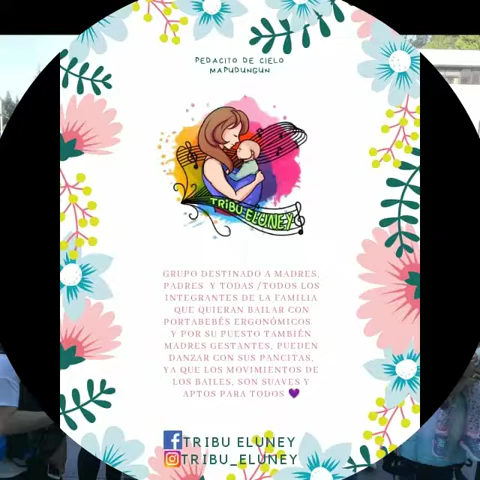 PEDACITO DE CIELO
MAPUDUNGUN
TRIBU ELUNEY
GRUPO DESTINADO A MADRES,
PADRES Y TODAS /TODOS LOS
INTEGRANTES DE LA FAMILIA
QUE QUIERAN BAILAR CON
PORTABEBÉS ERGONÓMICOS
Y POR SU PUESTO TAMBIÉN
MADRES GESTANTES, PUEDEN
DANZAR CON SUS PANCITAS,
YA QUE LOS MOVIMIENTOS DE
LOS BAILES, SON SUAVES Y
APTOS PARA TODOS 💜
TRIBU ELUNEY
TRIBU_ELUNEY